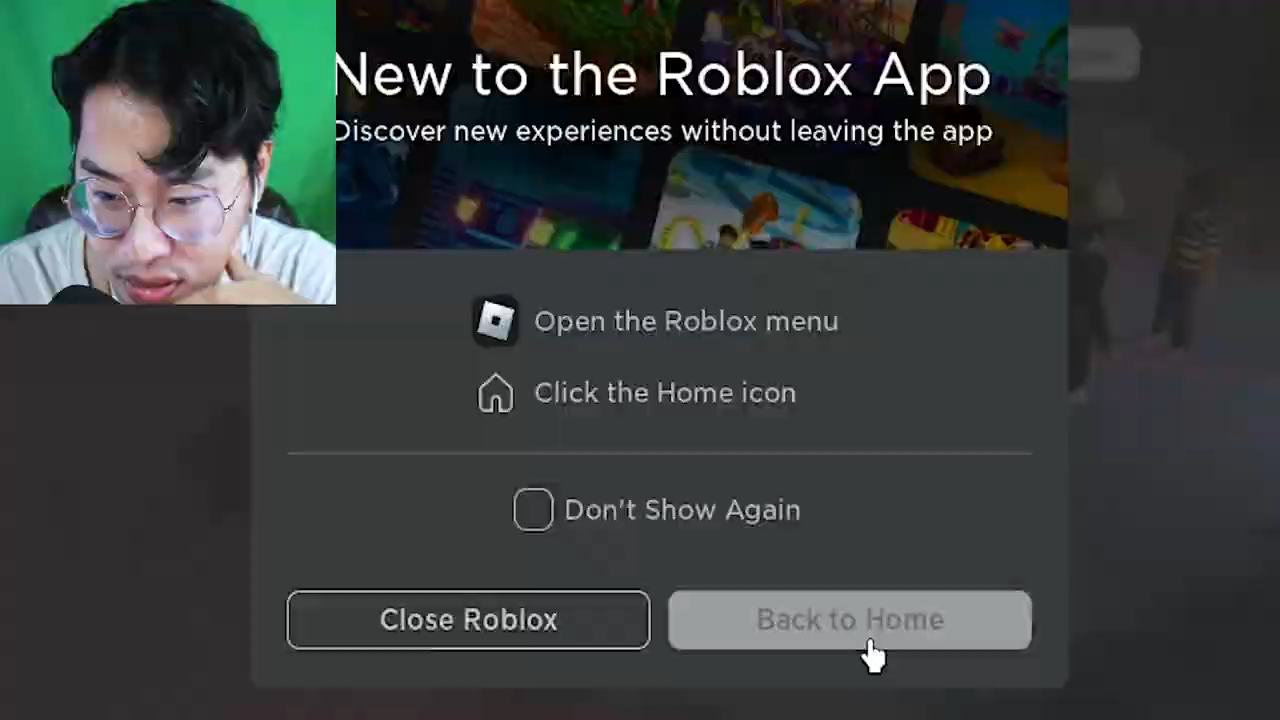 New to the Roblox App
Discover new experiences without leaving the app
Open the Roblox menu
Click the Home icon
Don't Show Again
Close Roblox
Back to Home